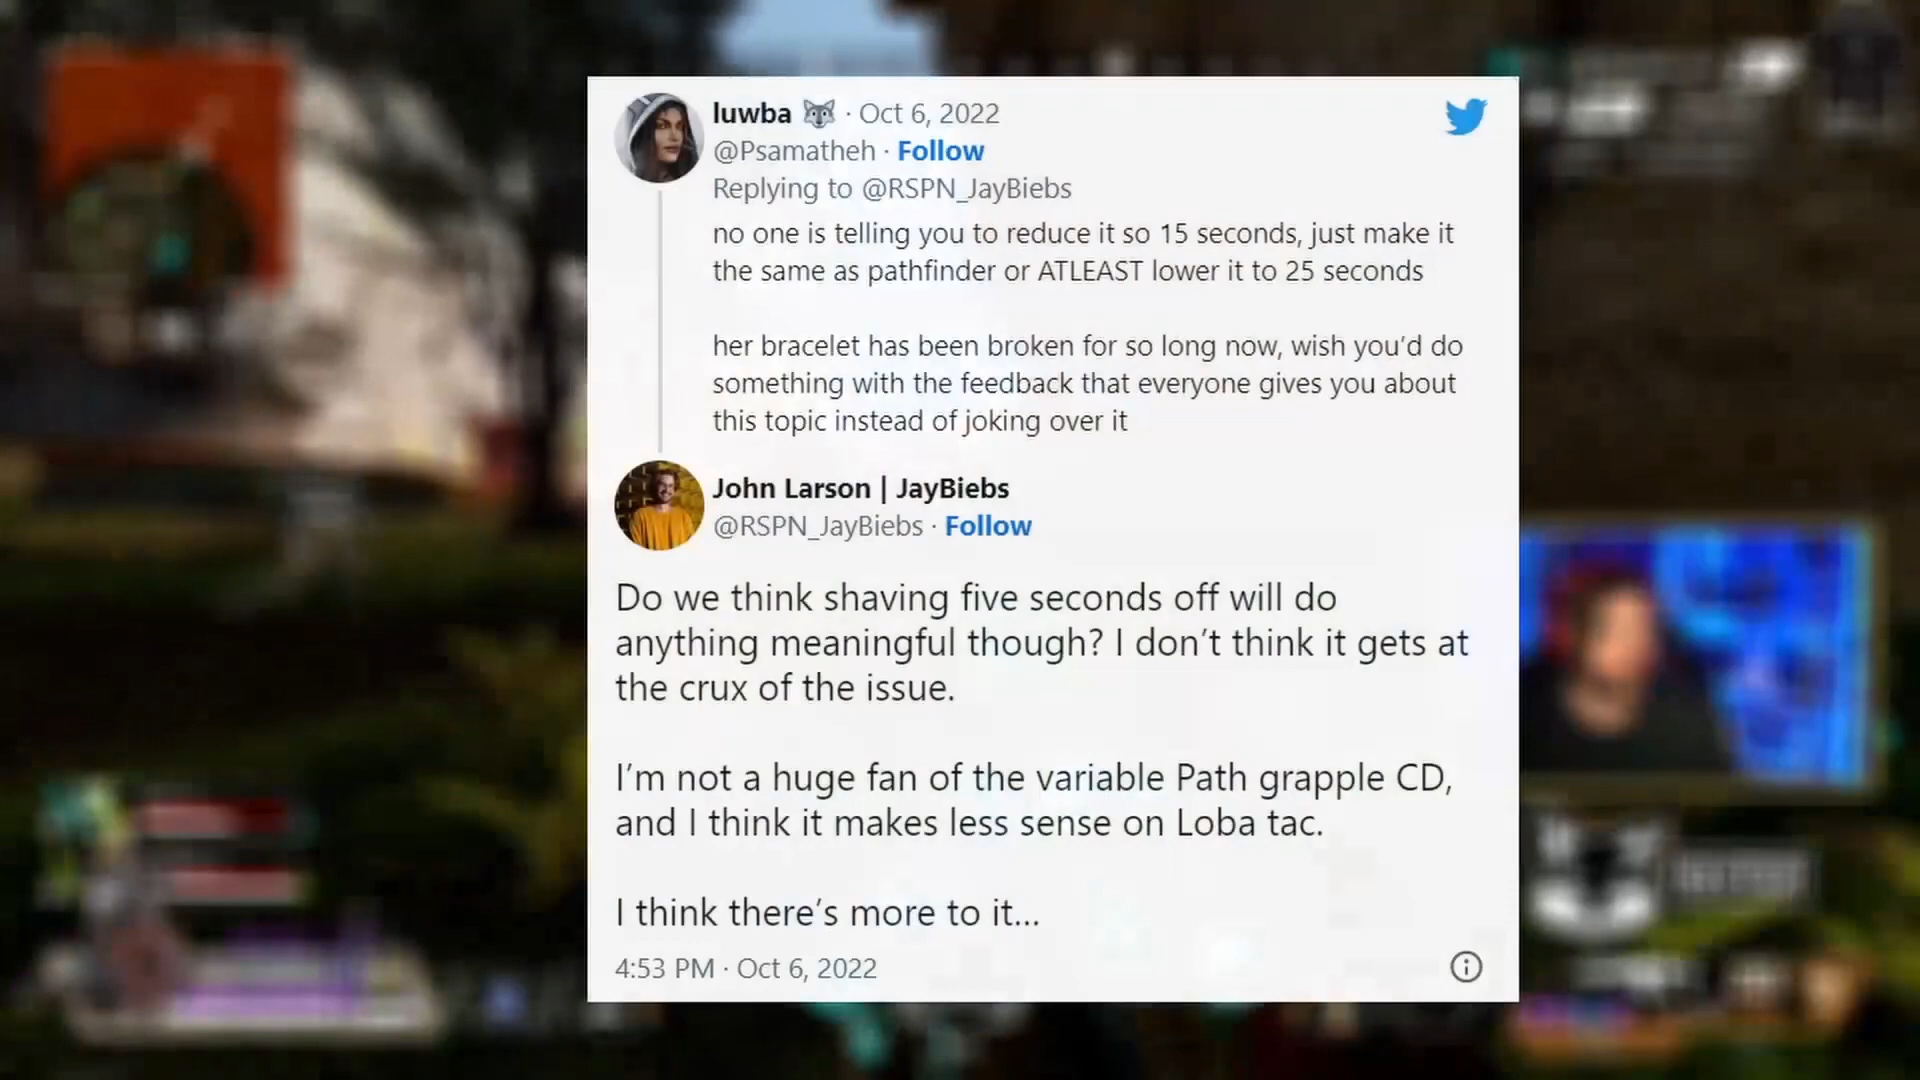 luwba 🐺 · Oct 6, 2022
@Psamatheh · Follow
Replying to @RSPN_JayBiebs
no one is telling you to reduce it so 15 seconds, just make it
the same as pathfinder or ATLEAST lower it to 25 seconds
her bracelet has been broken for so long now, wish you’d do
something with the feedback that everyone gives you about
this topic instead of joking over it
John Larson | JayBiebs
@RSPN_JayBiebs · Follow
Do we think shaving five seconds off will do
anything meaningful though? I don’t think it gets at
the crux of the issue.
I’m not a huge fan of the variable Path grapple CD,
and I think it makes less sense on Loba tac.
I think there’s more to it...
4:53 PM · Oct 6, 2022